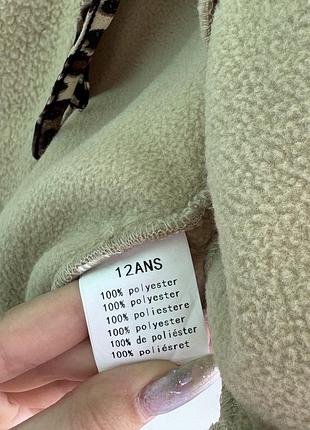 12ANS
100% polyester
100% polyester
100% poliestere
100% polyester
100% de poliéster
100% poliésret